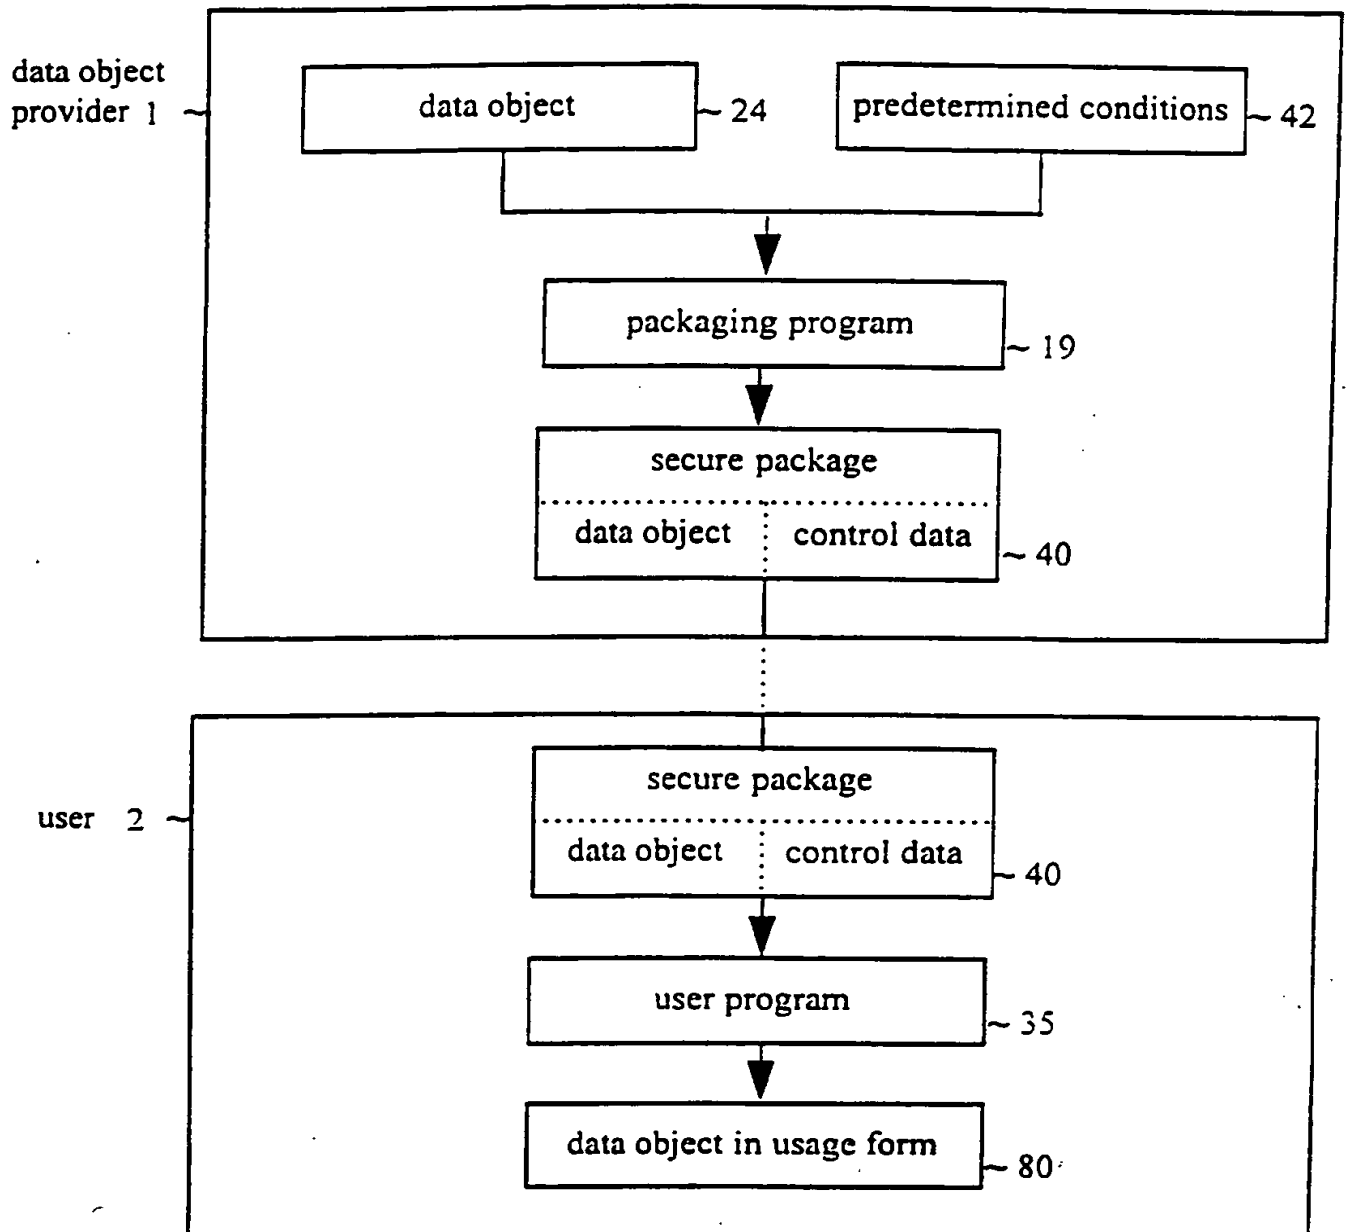 data object
provider 1 ~
data object
~ 24
predetermined conditions
~ 42
packaging program
~ 19
secure package
data object
control data
~ 40
user 2 ~
secure package
data object
control data
~ 40
user program
~ 35
data object in usage form
~ 80